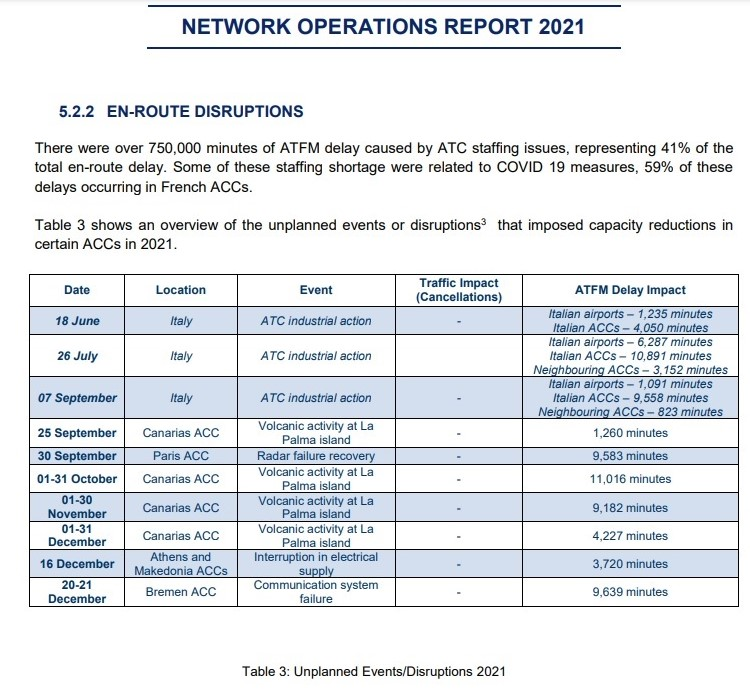 NETWORK OPERATIONS REPORT 2021
5.2.2 EN-ROUTE DISRUPTIONS
There were over 750,000 minutes of ATFM delay caused by ATC staffing issues, representing 41% of the
total en-route delay. Some of these staffing shortage were related to COVID 19 measures, 59% of these
delays occurring in French ACCs.
Table 3 shows an overview of the unplanned events or disruptions³ that imposed capacity reductions in
certain ACCs in 2021.
Date Location Event Traffic Impact (Cancellations) ATFM Delay Impact
18 June Italy ATC industrial action - Italian airports – 1,235 minutes
Italian ACCs – 4,050 minutes
26 July Italy ATC industrial action Italian airports – 6,287 minutes
Italian ACCs – 10,891 minutes
Neighbouring ACCs – 3,152 minutes
07 September Italy ATC industrial action - Italian airports – 1,091 minutes
Italian ACCs – 9,558 minutes
Neighbouring ACCs – 823 minutes
25 September Canarias ACC Volcanic activity at La Palma island - 1,260 minutes
30 September Paris ACC Radar failure recovery - 9,583 minutes
01-31 October Canarias ACC Volcanic activity at La Palma island - 11,016 minutes
01-30 November Canarias ACC Volcanic activity at La Palma island - 9,182 minutes
01-31 December Canarias ACC Volcanic activity at La Palma island - 4,227 minutes
16 December Athens and Makedonia ACCs Interruption in electrical supply - 3,720 minutes
20-21 December Bremen ACC Communication system failure - 9,639 minutes
Table 3: Unplanned Events/Disruptions 2021